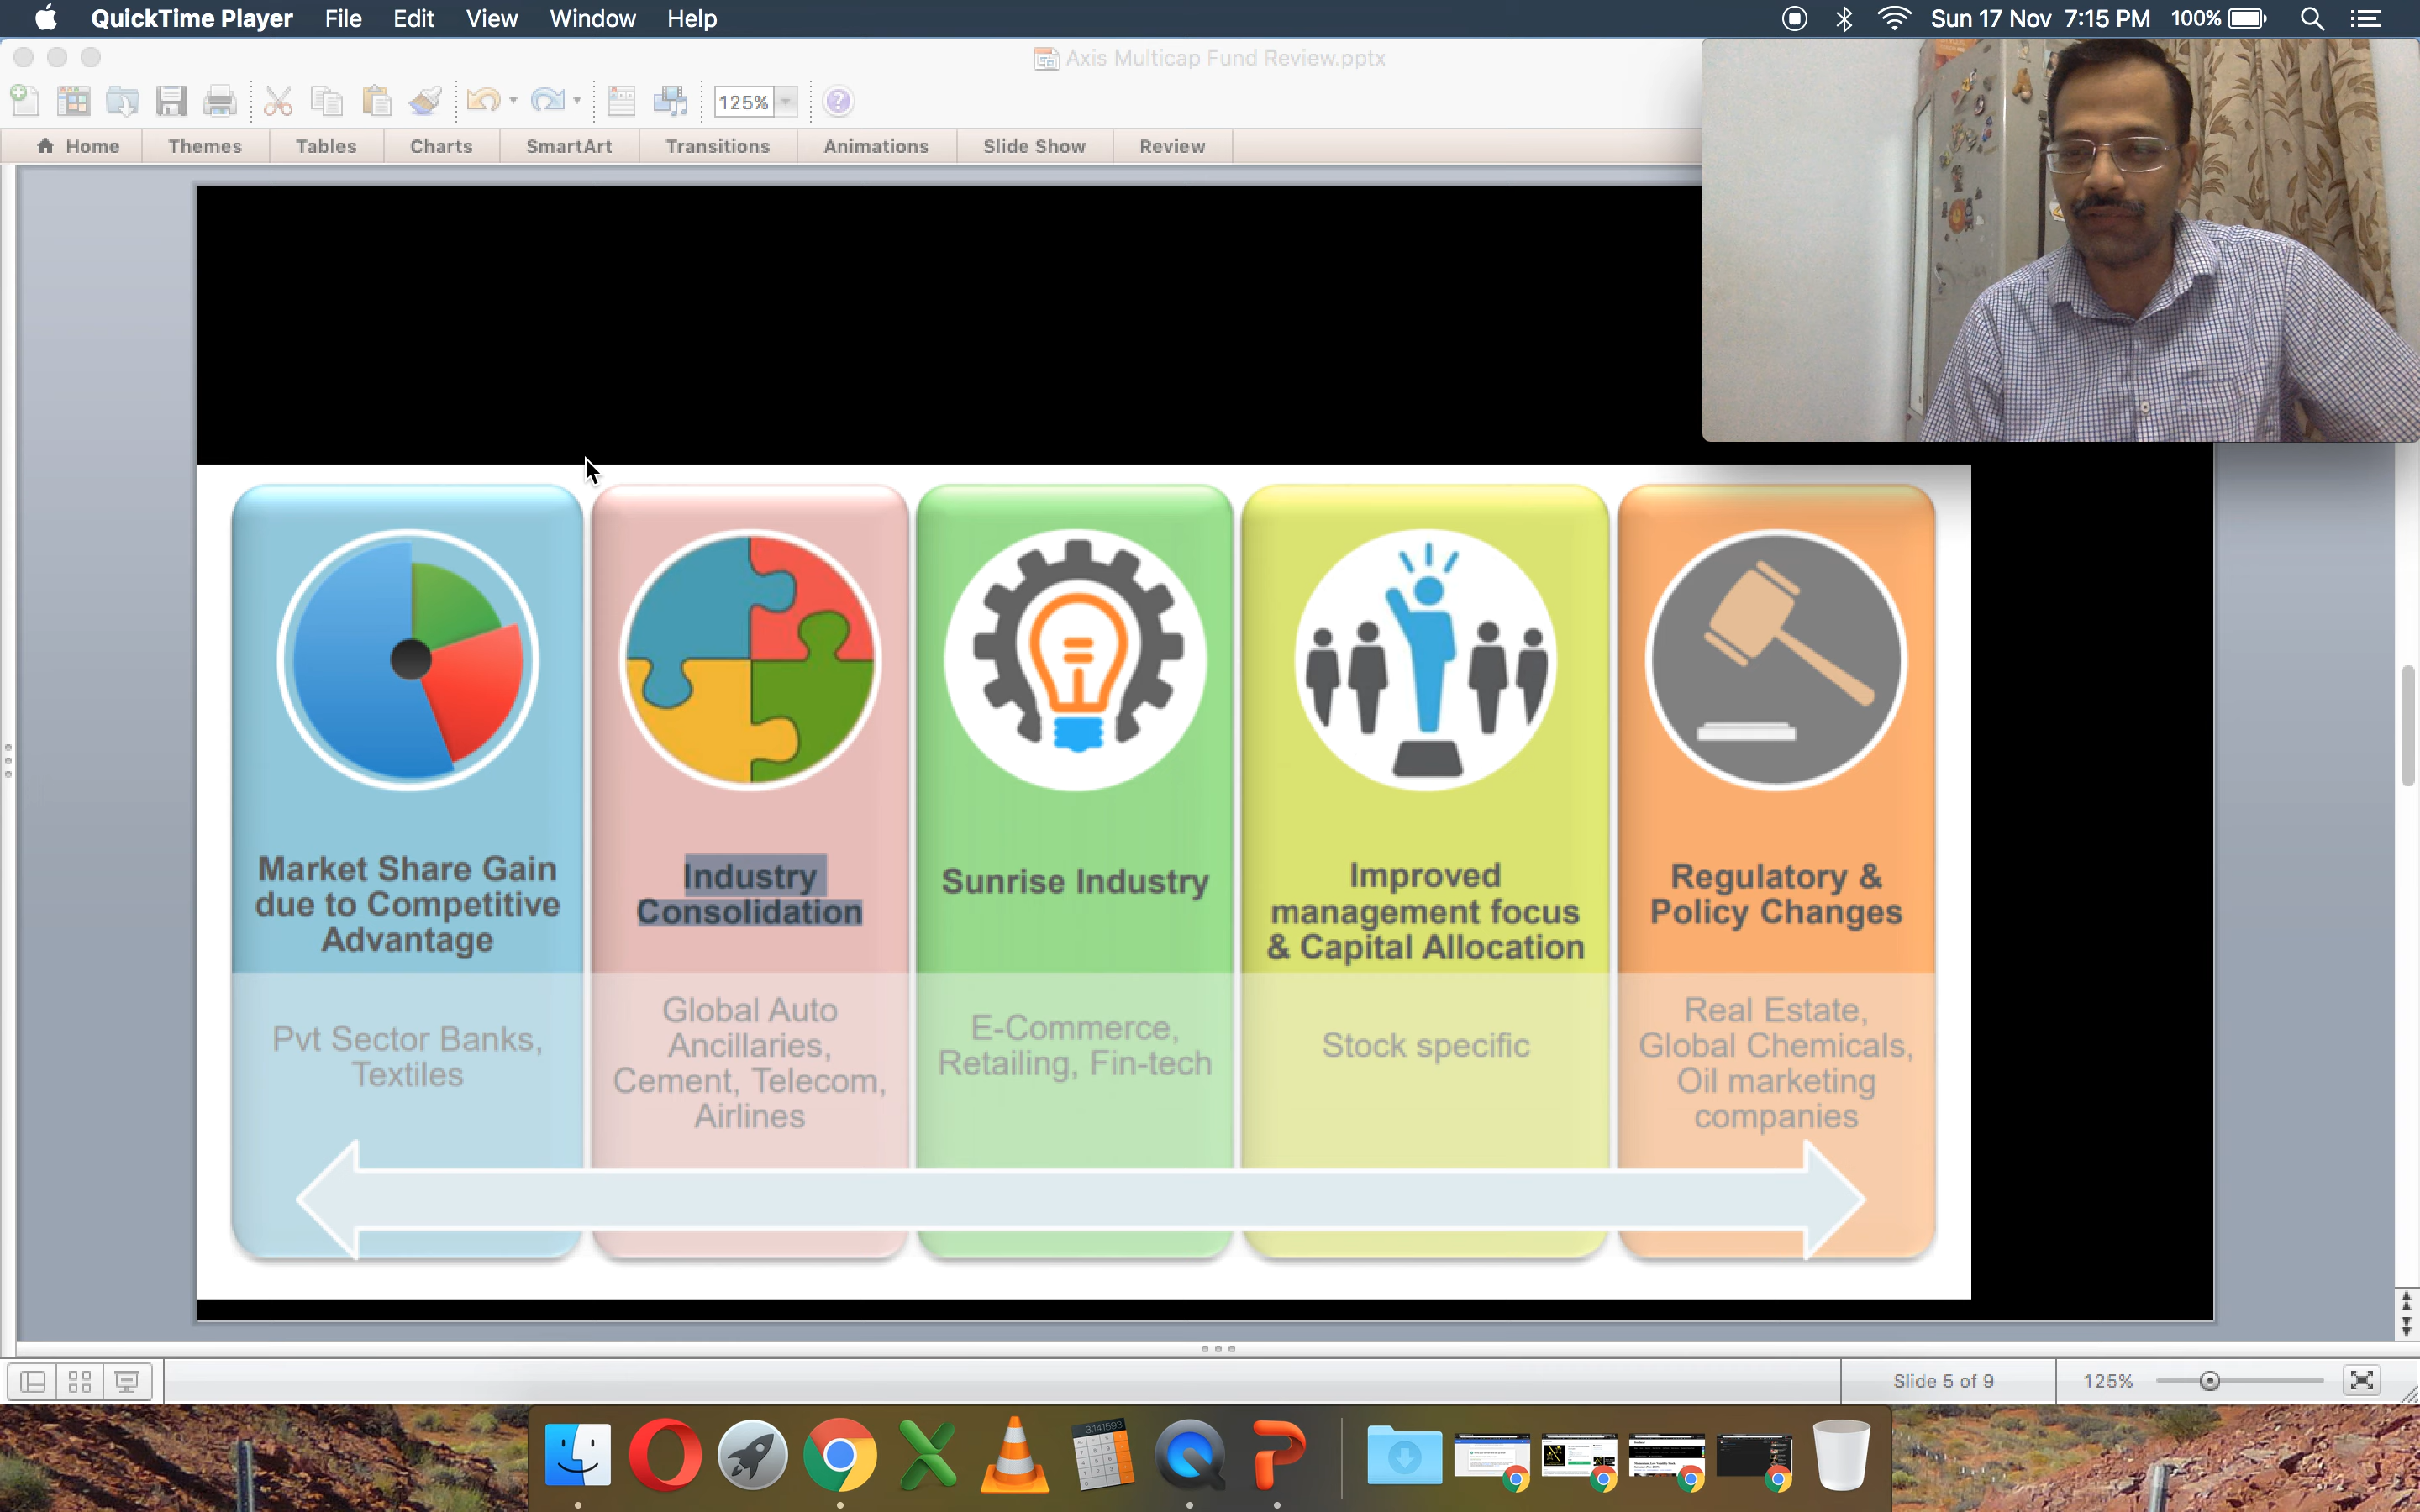 QuickTime Player File Edit View Window Help Sun 17 Nov 7:15 PM 100%
Axis Multicap Fund Review.pptx
125%
Home Themes Tables Charts SmartArt Transitions Animations Slide Show Review
Market Share Gain
due to Competitive
Advantage
Pvt Sector Banks,
Textiles
Industry
Consolidation
Global Auto
Ancillaries,
Cement, Telecom,
Airlines
Sunrise Industry
E-Commerce,
Retailing, Fin-tech
Improved
management focus
& Capital Allocation
Stock specific
Regulatory &
Policy Changes
Real Estate,
Global Chemicals,
Oil marketing
companies
Slide 5 of 9 125%
3.141593